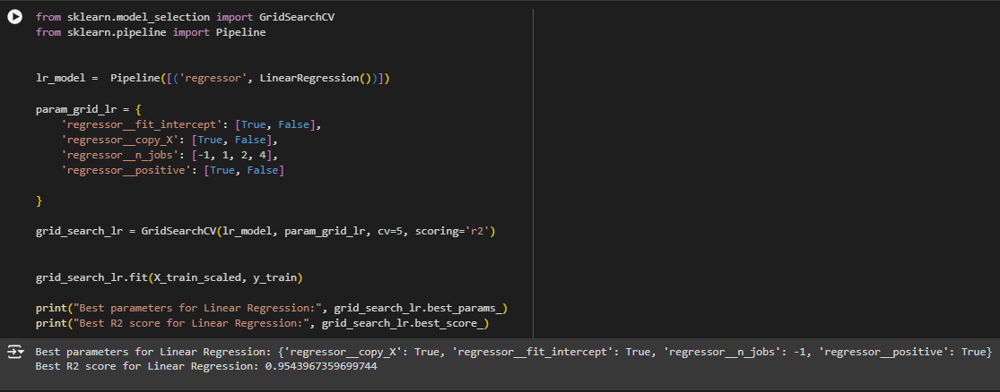 from sklearn.model_selection import GridSearchCV
from sklearn.pipeline import Pipeline
lr_model =  Pipeline([('regressor', LinearRegression())])
param_grid_lr = {
    'regressor__fit_intercept': [True, False],
    'regressor__copy_X': [True, False],
    'regressor__n_jobs': [-1, 1, 2, 4],
    'regressor__positive': [True, False]
}
grid_search_lr = GridSearchCV(lr_model, param_grid_lr, cv=5, scoring='r2')
grid_search_lr.fit(X_train_scaled, y_train)
print("Best parameters for Linear Regression:", grid_search_lr.best_params_)
print("Best R2 score for Linear Regression:", grid_search_lr.best_score_)
Best parameters for Linear Regression: {'regressor__copy_X': True, 'regressor__fit_intercept': True, 'regressor__n_jobs': -1, 'regressor__positive': True}
Best R2 score for Linear Regression: 0.9543967359699744